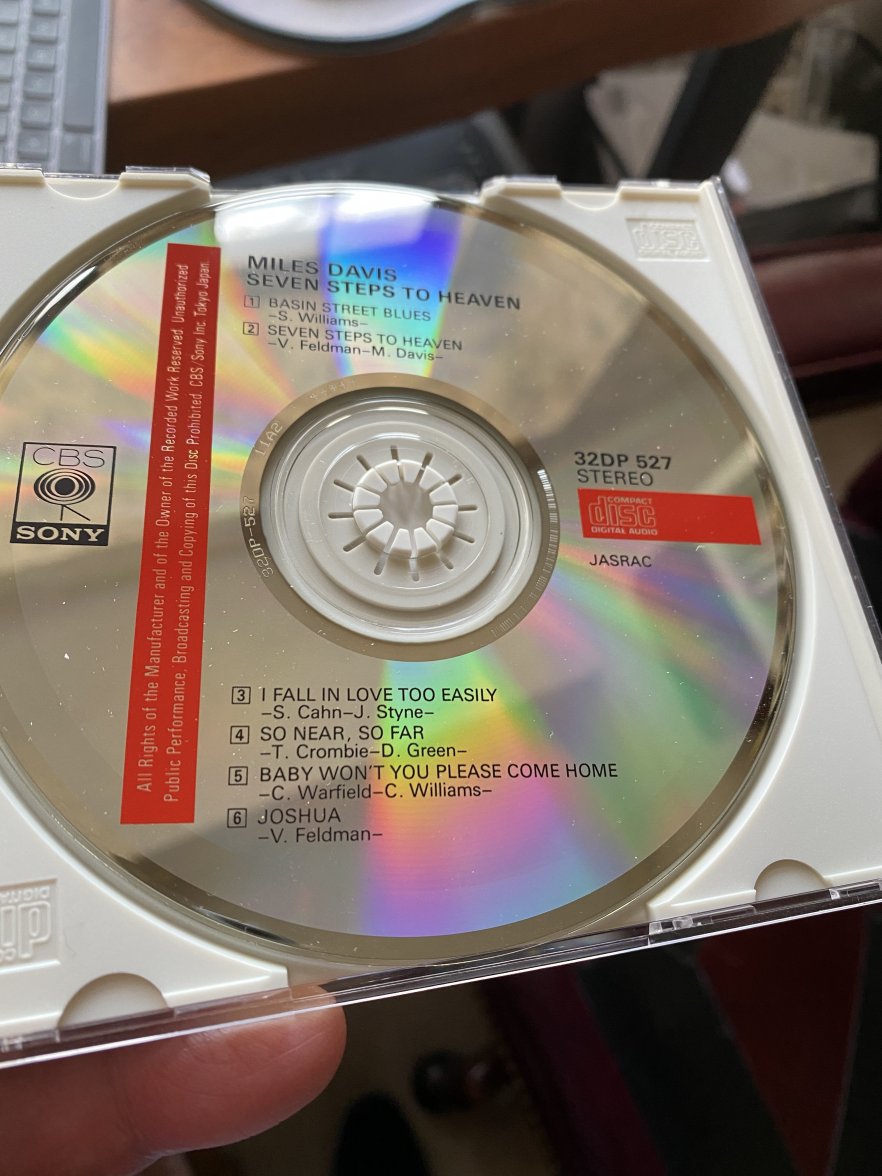 MILES DAVIS
SEVEN STEPS TO HEAVEN
1 BASIN STREET BLUES
–S. Williams–
2 SEVEN STEPS TO HEAVEN
–V. Feldman–M. Davis–
All Rights of the Manufacturer and of the Owner of the Recorded Work Reserved. Unauthorized
Public Performance, Broadcasting and Copying of this Disc Prohibited. CBS/Sony Inc. Tokyo Japan.
CBS
SONY
32DP 527
STEREO
COMPACT
disc
DIGITAL AUDIO
JASRAC
32DP-527
11A2
3 I FALL IN LOVE TOO EASILY
–S. Cahn–J. Styne–
4 SO NEAR, SO FAR
–T. Crombie–D. Green–
5 BABY WON'T YOU PLEASE COME HOME
–C. Warfield–C. Williams–
6 JOSHUA
–V. Feldman–
disc